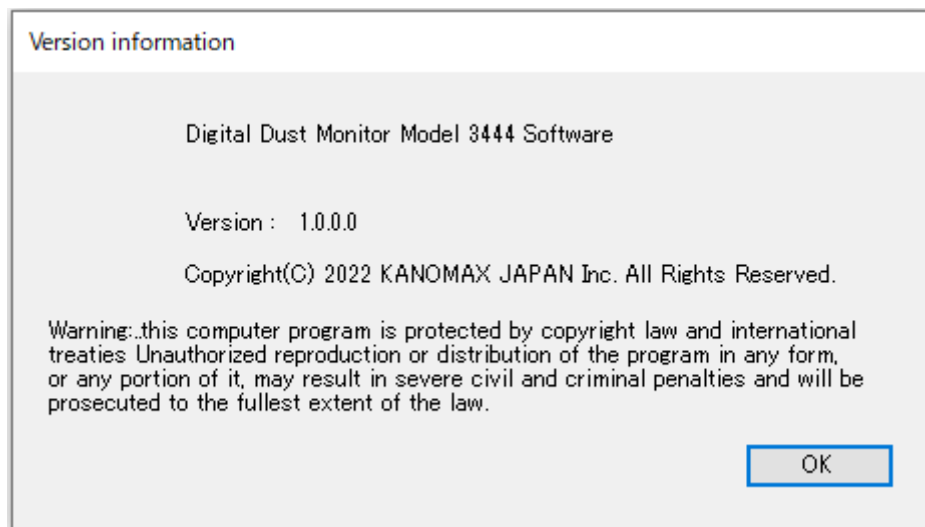 Version information
Digital Dust Monitor Model 3444 Software
Version :   1.0.0.0
Copyright(C) 2022 KANOMAX JAPAN Inc. All Rights Reserved.
Warning:..this computer program is protected by copyright law and international
treaties Unauthorized reproduction or distribution of the program in any form,
or any portion of it, may result in severe civil and criminal penalties and will be
prosecuted to the fullest extent of the law.
OK